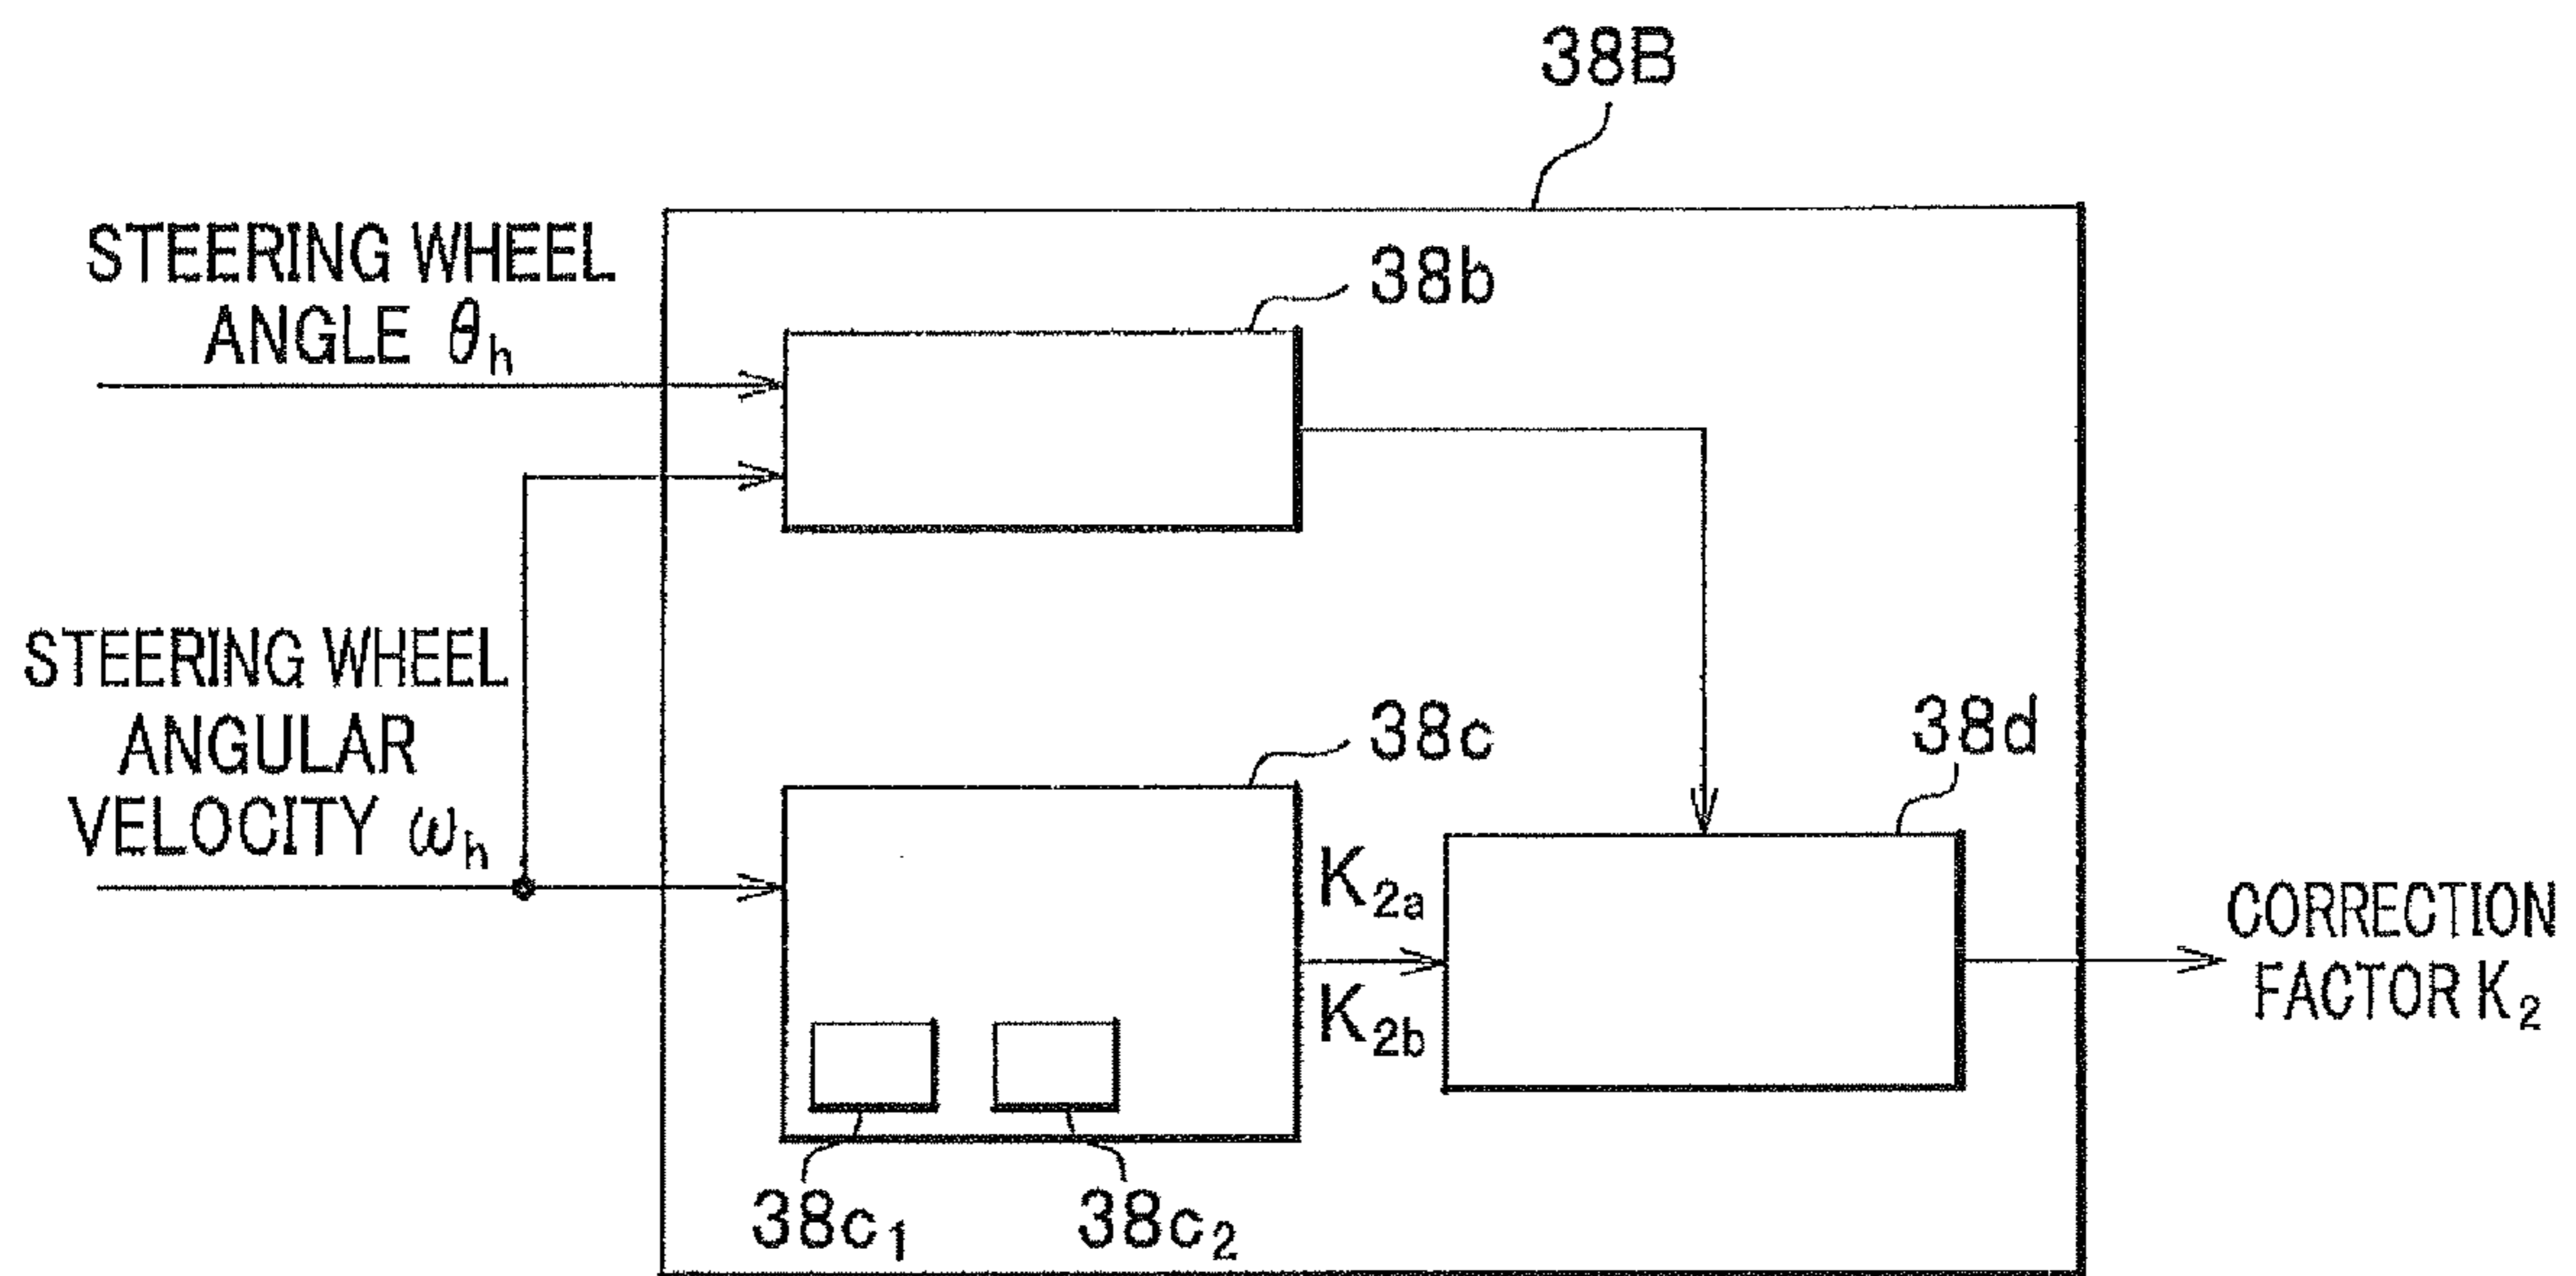 38B
STEERING WHEEL
ANGLE θh
38b
STEERING WHEEL
ANGULAR
VELOCITY ωh
38c
38d
K2a
K2b
CORRECTION
FACTOR K2
38c1
38c2